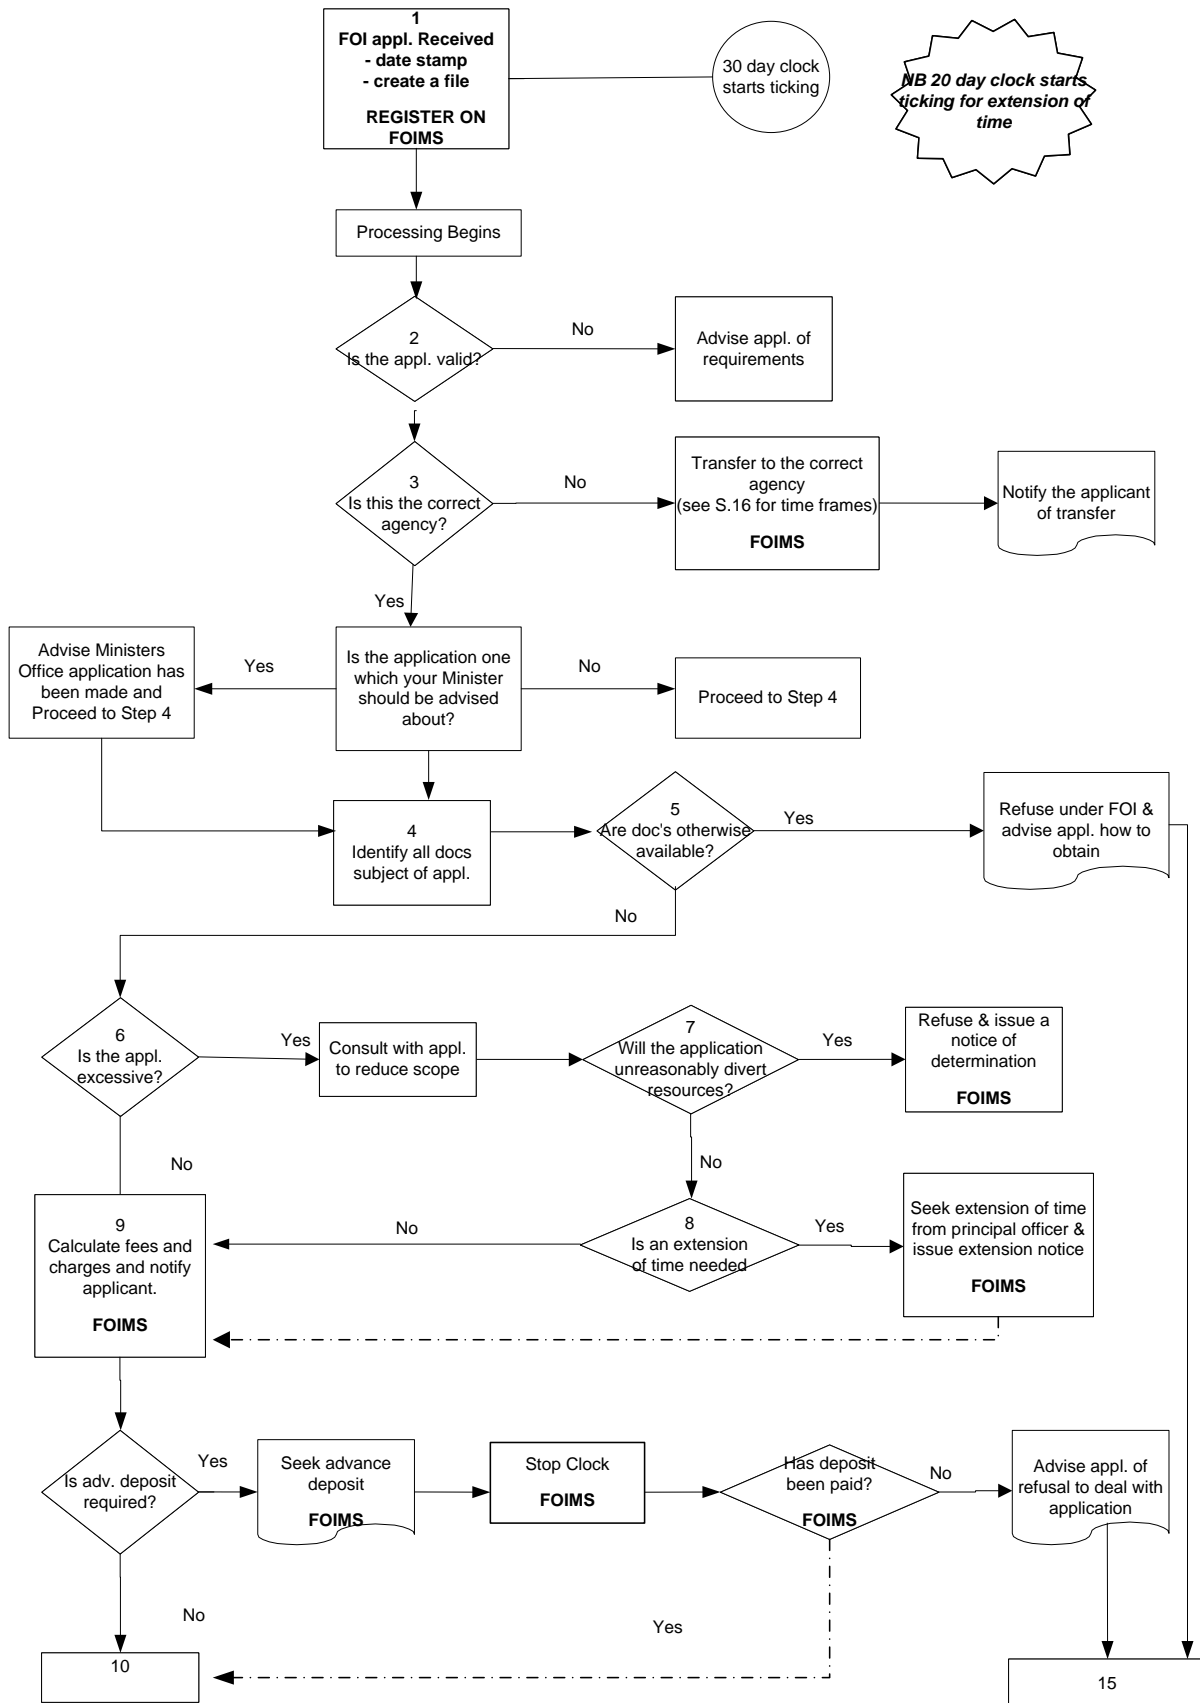 1
FOI appl. Received
- date stamp
- create a file
REGISTER ON
FOIMS
30 day clock
starts ticking
NB 20 day clock starts
ticking for extension of
time
Processing Begins
2
Is the appl. valid?
No
Advise appl. of
requirements
3
Is this the correct
agency?
No
Transfer to the correct
agency
(see S.16 for time frames)
FOIMS
Notify the applicant
of transfer
Yes
Advise Ministers
Office application has
been made and
Proceed to Step 4
Yes
Is the application one
which your Minister
should be advised
about?
No
Proceed to Step 4
4
Identify all docs
subject of appl.
5
Are doc's otherwise
available?
Yes
Refuse under FOI &
advise appl. how to
obtain
No
6
Is the appl.
excessive?
Yes
Consult with appl.
to reduce scope
7
Will the application
unreasonably divert
resources?
Yes
Refuse & issue a
notice of
determination
FOIMS
No
No
9
Calculate fees and
charges and notify
applicant.
FOIMS
No
8
Is an extension
of time needed
Yes
Seek extension of time
from principal officer &
issue extension notice
FOIMS
Is adv. deposit
required?
Yes
Seek advance
deposit
FOIMS
Stop Clock
FOIMS
Has deposit
been paid?
FOIMS
No
Advise appl. of
refusal to deal with
application
No
Yes
10
15